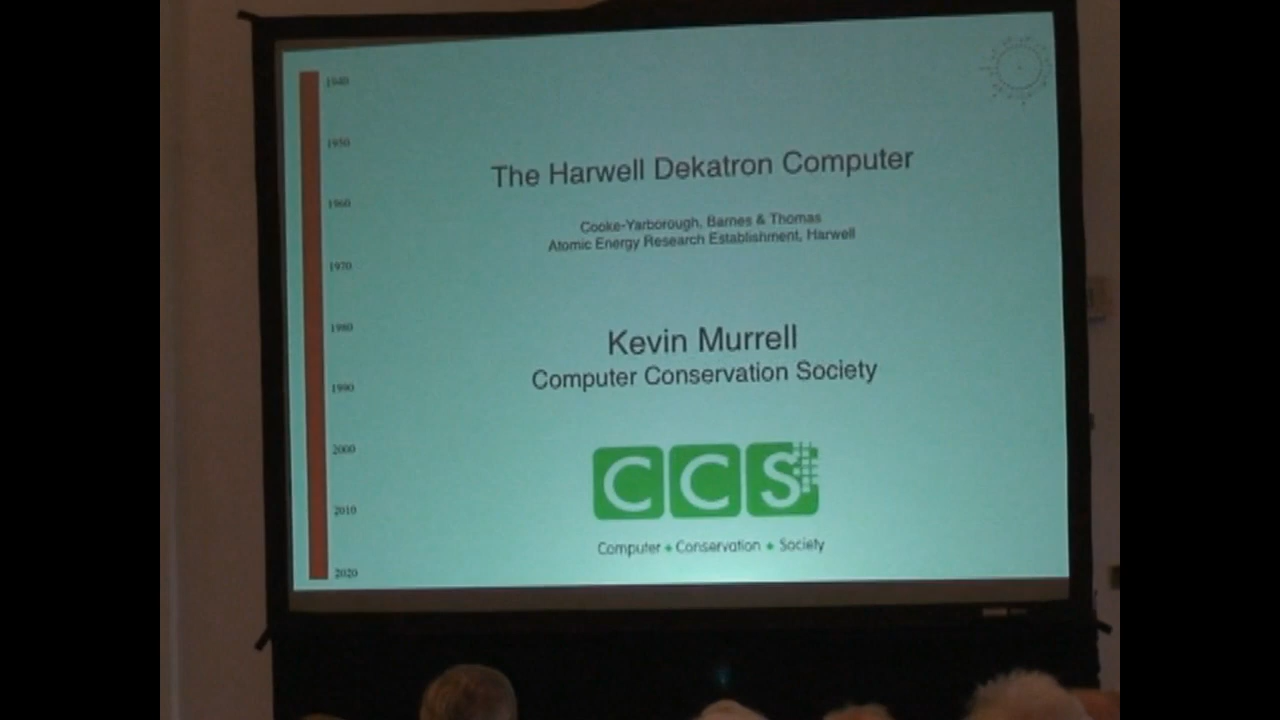 1940
1950
1960
1970
1980
1990
2000
2010
2020
The Harwell Dekatron Computer
Cooke-Yarborough, Barnes & Thomas
Atomic Energy Research Establishment, Harwell
Kevin Murrell
Computer Conservation Society
CCS
Computer + Conservation + Society